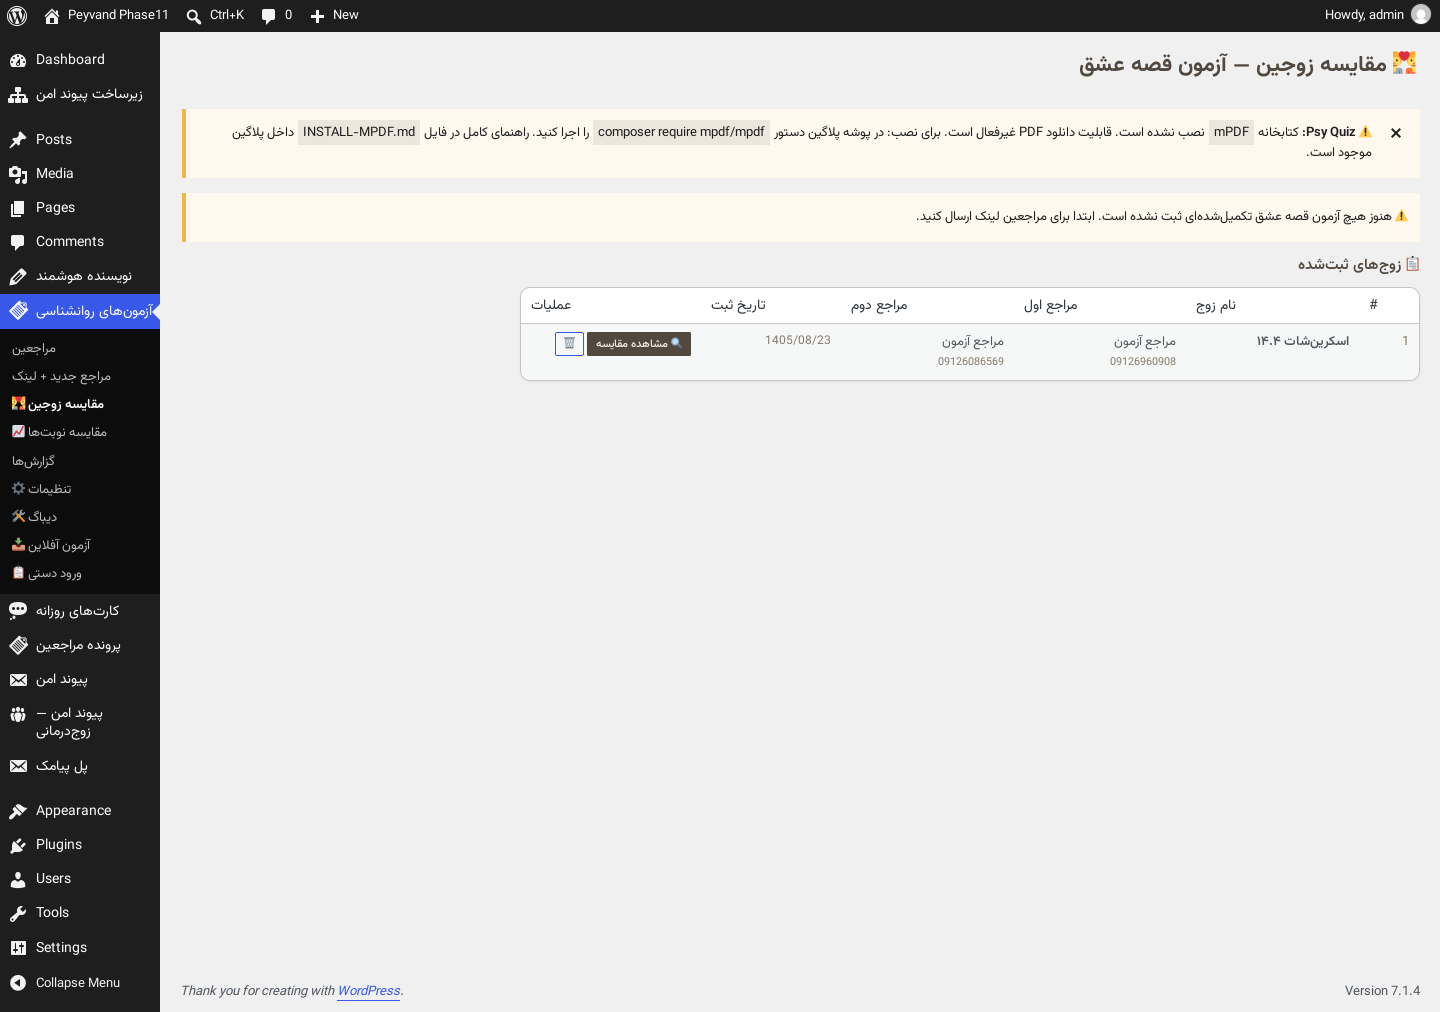 Peyvand Phase11
Ctrl+K
0
New
Howdy, admin
Dashboard
زیرساخت پیوند امن
Posts
Media
Pages
Comments
نویسنده هوشمند
آزمون‌های روانشناسی
مراجعین
مراجع جدید + لینک
مقایسه زوجین
مقایسه نوبت‌ها
گزارش‌ها
تنظیمات
دیباگ
آزمون آفلاین
ورود دستی
کارت‌های روزانه
پرونده مراجعین
پیوند امن
پیوند امن —
زوج‌درمانی
پل پیامک
Appearance
Plugins
Users
Tools
Settings
Collapse Menu
مقایسه زوجین — آزمون قصه عشق
⚠️ Psy Quiz: کتابخانه mPDF نصب نشده است. قابلیت دانلود PDF غیرفعال است. برای نصب: در پوشه پلاگین دستور composer require mpdf/mpdf را اجرا کنید. راهنمای کامل در فایل INSTALL-MPDF.md داخل پلاگین
موجود است.
⚠️ هنوز هیچ آزمون قصه عشق تکمیل‌شده‌ای ثبت نشده است. ابتدا برای مراجعین لینک ارسال کنید.
📋 زوج‌های ثبت‌شده
# نام زوج مراجع اول مراجع دوم تاریخ ثبت عملیات
1 اسکرین‌شات ۱۴.۴ مراجع آزمون مراجع آزمون 1405/08/23 🔍 مشاهده مقایسه 🗑️
09126960908 09126086569
Thank you for creating with WordPress.
Version 7.1.4